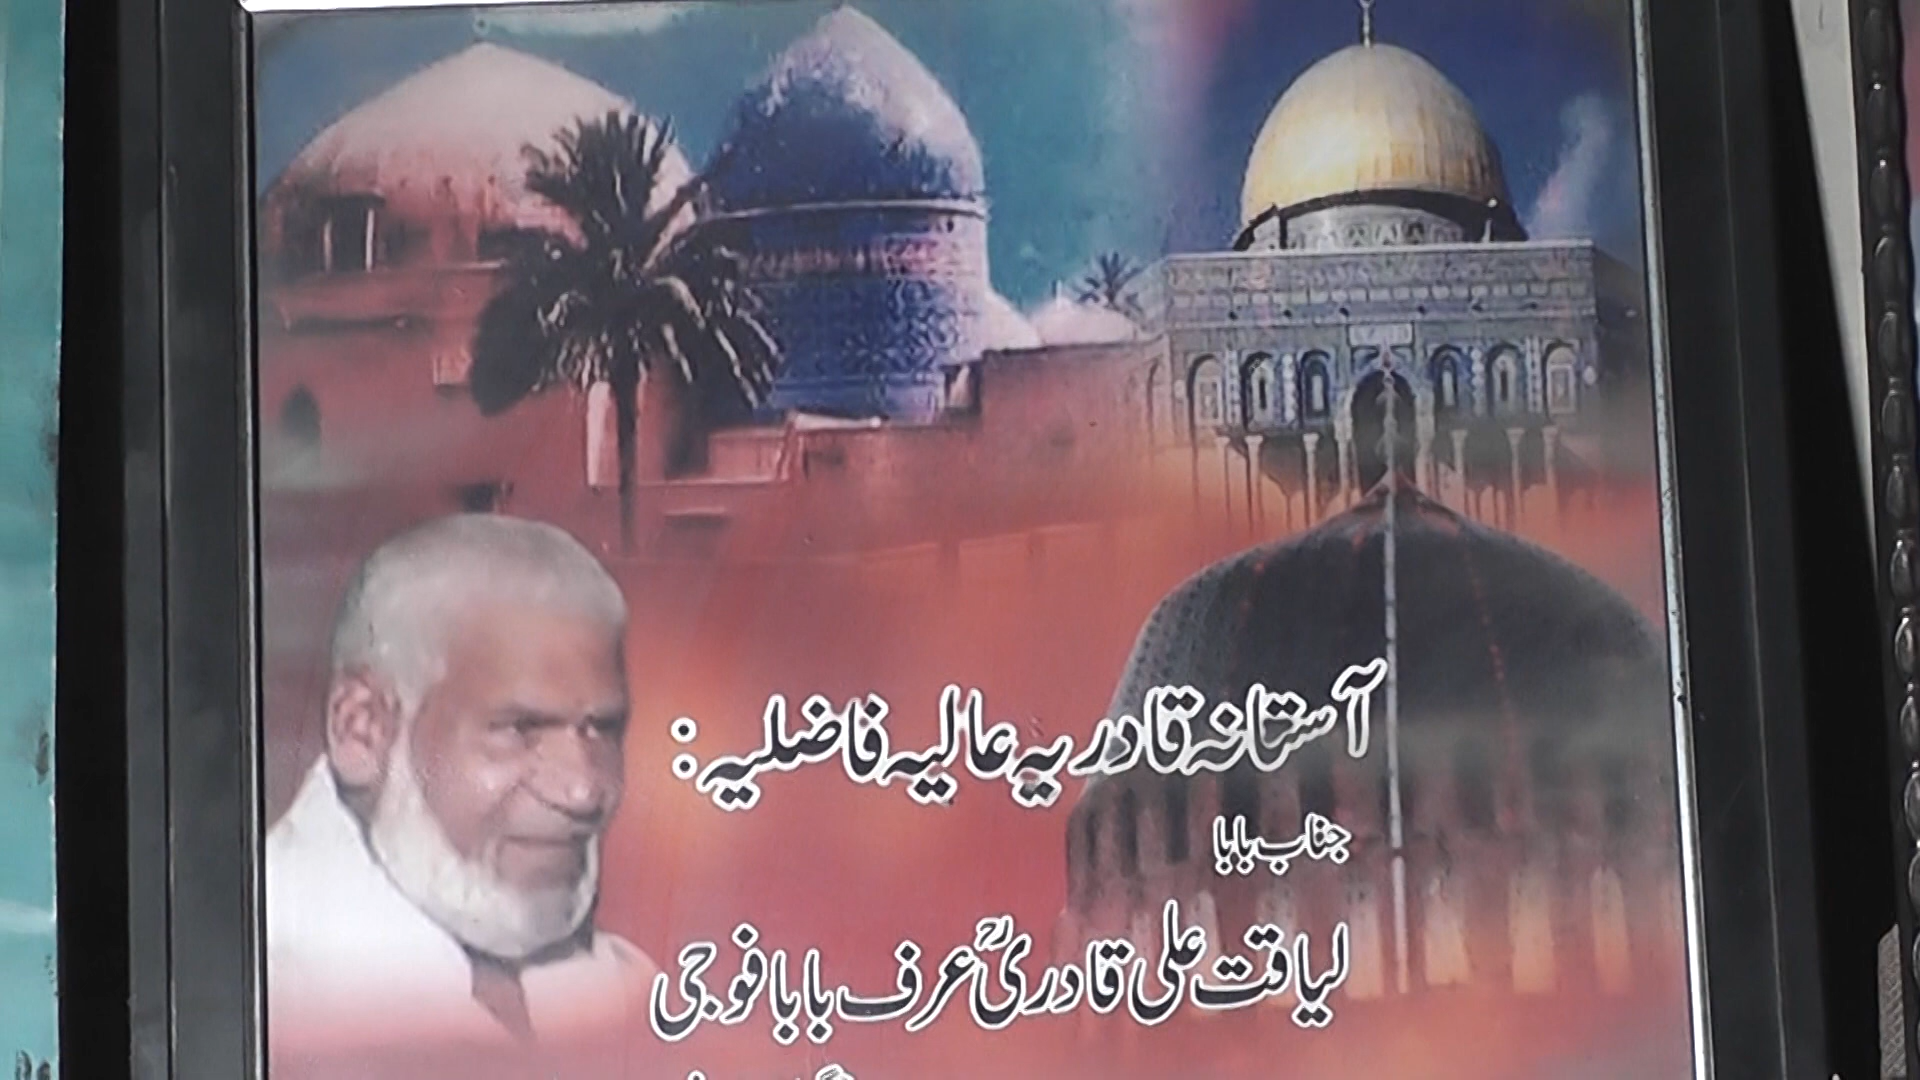 آستانہ قادریہ عالیہ فاضلیہ:
جناب بابا
لیاقت علی قادریؒ عرف بابا فوجی